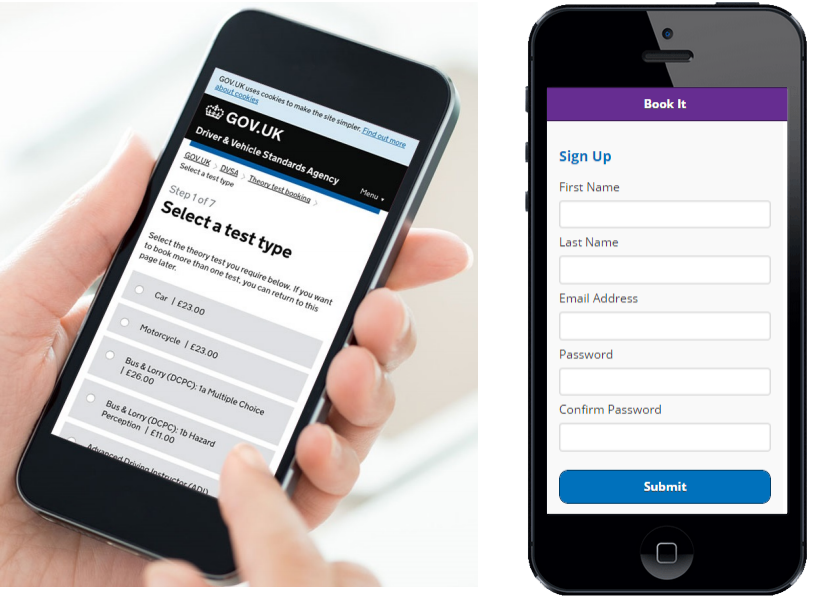 GOV.UK uses cookies to make the site simpler. Find out more
about cookies
GOV.UK
Driver & Vehicle Standards Agency
Menu
GOV.UK > DVSA > Theory test booking >
Select a test type
Step 1 of 7
Select a test type
Select the theory test you require below. If you want
to book more than one test, you can return to this
page later.
Car | £23.00
Motorcycle | £23.00
Bus & Lorry (DCPC): 1a Multiple Choice
| £26.00
Bus & Lorry (DCPC): 1b Hazard
Perception | £11.00
Advanced Driving Instructor (ADI)
Book It
Sign Up
First Name
Last Name
Email Address
Password
Confirm Password
Submit